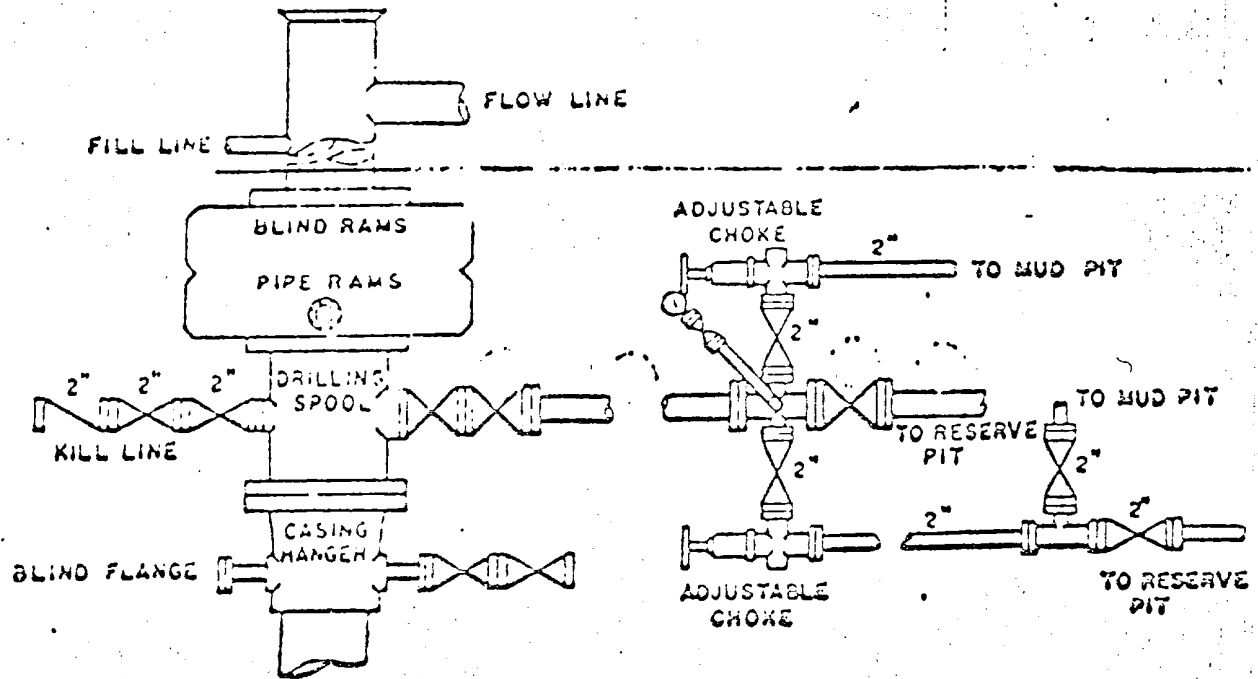 FLOW LINE
FILL LINE
BLIND RAMS
PIPE RAMS
ADJUSTABLE
CHOKE
2"
TO MUD PIT
2"
2" 2" 2"
DRILLING
SPOOL
KILL LINE
TO RESERVE
PIT
TO MUD PIT
2"
2"
2"
2"
CASING
HANGER
BLIND FLANGE
ADJUSTABLE
CHOKE
TO RESERVE
PIT